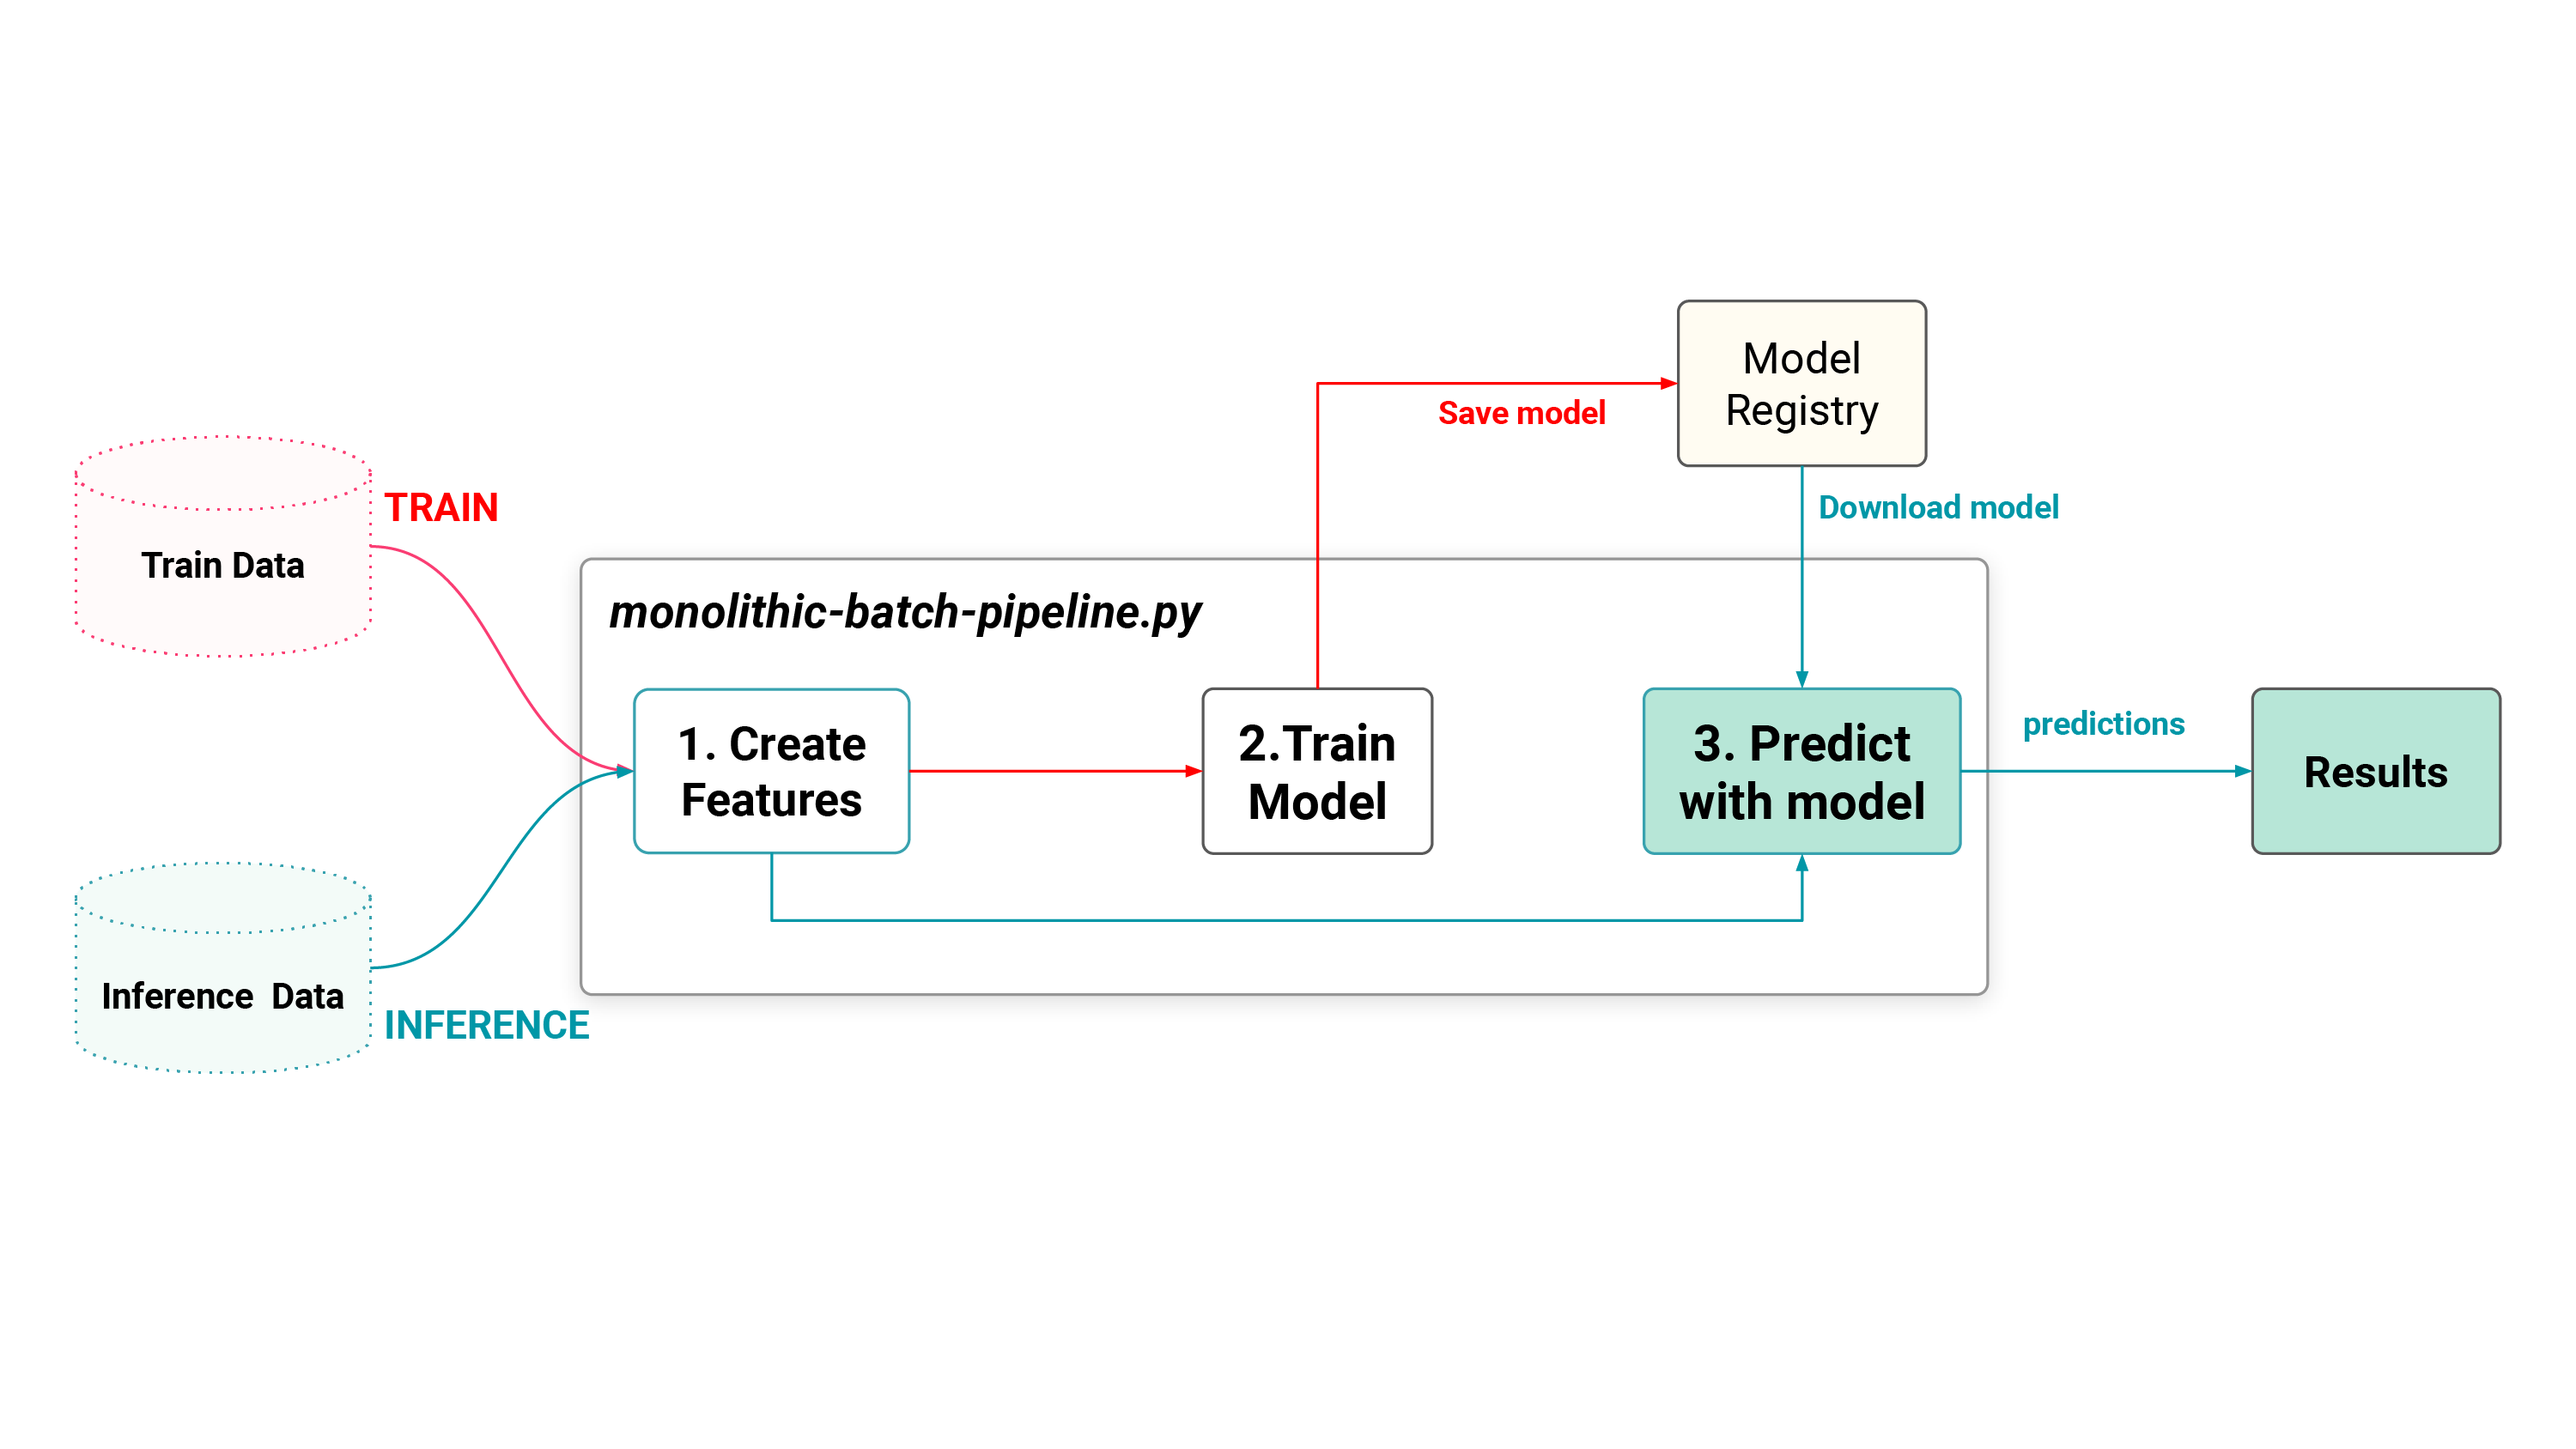 Model
Registry
Save model
Download model
TRAIN
Train Data
monolithic-batch-pipeline.py
1. Create
Features
2.Train
Model
3. Predict
with model
predictions
Results
Inference  Data
INFERENCE